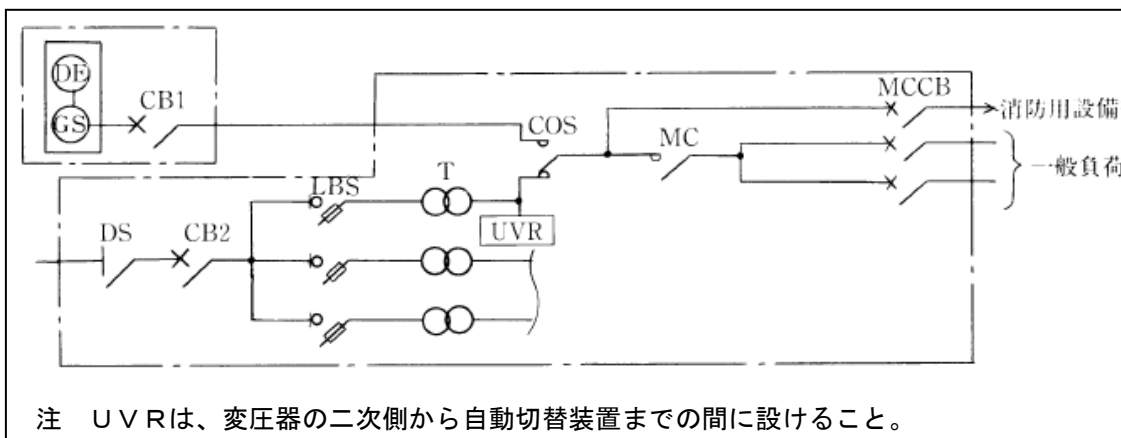 DE
GS
CB1
COS
MC
MCCB
消防用設備
一般負荷
DS
CB2
LBS
T
UVR
注　ＵＶＲは、変圧器の二次側から自動切替装置までの間に設けること。